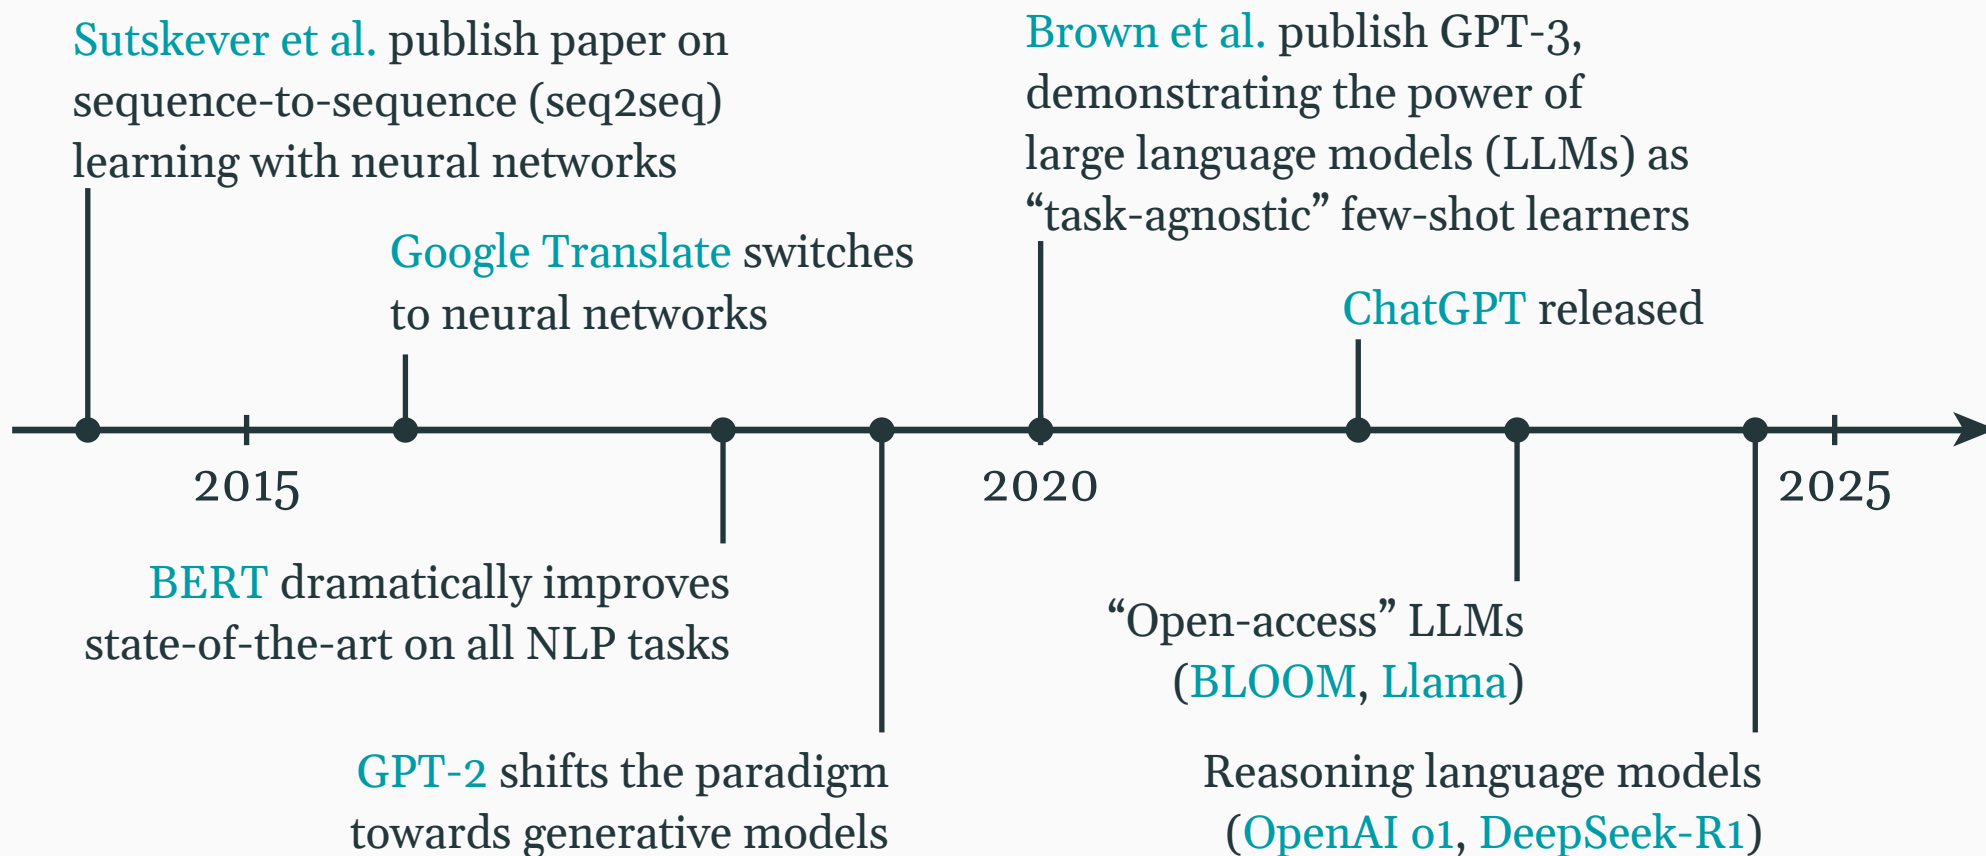 Sutskever et al. publish paper on
sequence-to-sequence (seq2seq)
learning with neural networks
Google Translate switches
to neural networks
Brown et al. publish GPT-3,
demonstrating the power of
large language models (LLMs) as
“task-agnostic” few-shot learners
ChatGPT released
2015
2020
2025
BERT dramatically improves
state-of-the-art on all NLP tasks
GPT-2 shifts the paradigm
towards generative models
“Open-access” LLMs
(BLOOM, Llama)
Reasoning language models
(OpenAI o1, DeepSeek-R1)